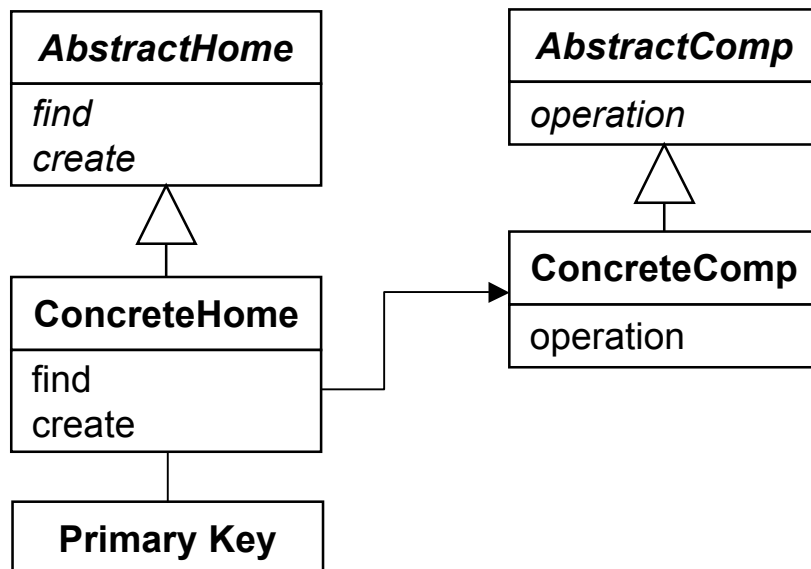 AbstractHome
find
create
AbstractComp
operation
ConcreteHome
find
create
ConcreteComp
operation
Primary Key